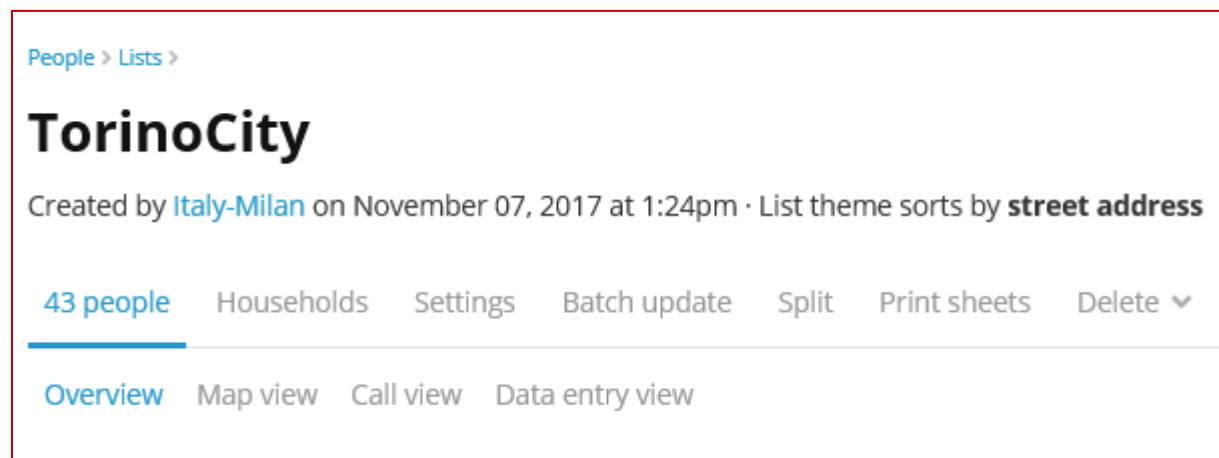 People > Lists >
TorinoCity
Created by Italy-Milan on November 07, 2017 at 1:24pm · List theme sorts by street address
43 people Households Settings Batch update Split Print sheets Delete
Overview Map view Call view Data entry view